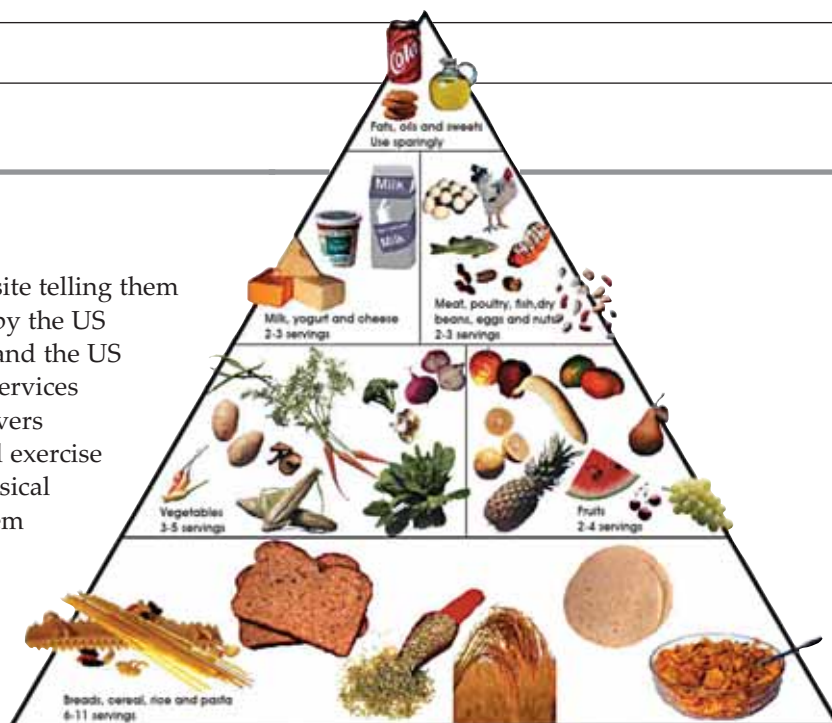 Cola
Fats, oils and sweets
Use sparingly
Milk
Milk
Milk, yogurt and cheese
2-3 servings
Meat, poultry, fish,dry
beans, eggs and nuts
2-3 servings
site telling them
by the US
and the US
ervices
vers
l exercise
sical
em
Vegetables
3-5 servings
Fruits
2-4 servings
Breads, cereal, rice and pasta
6-11 servings